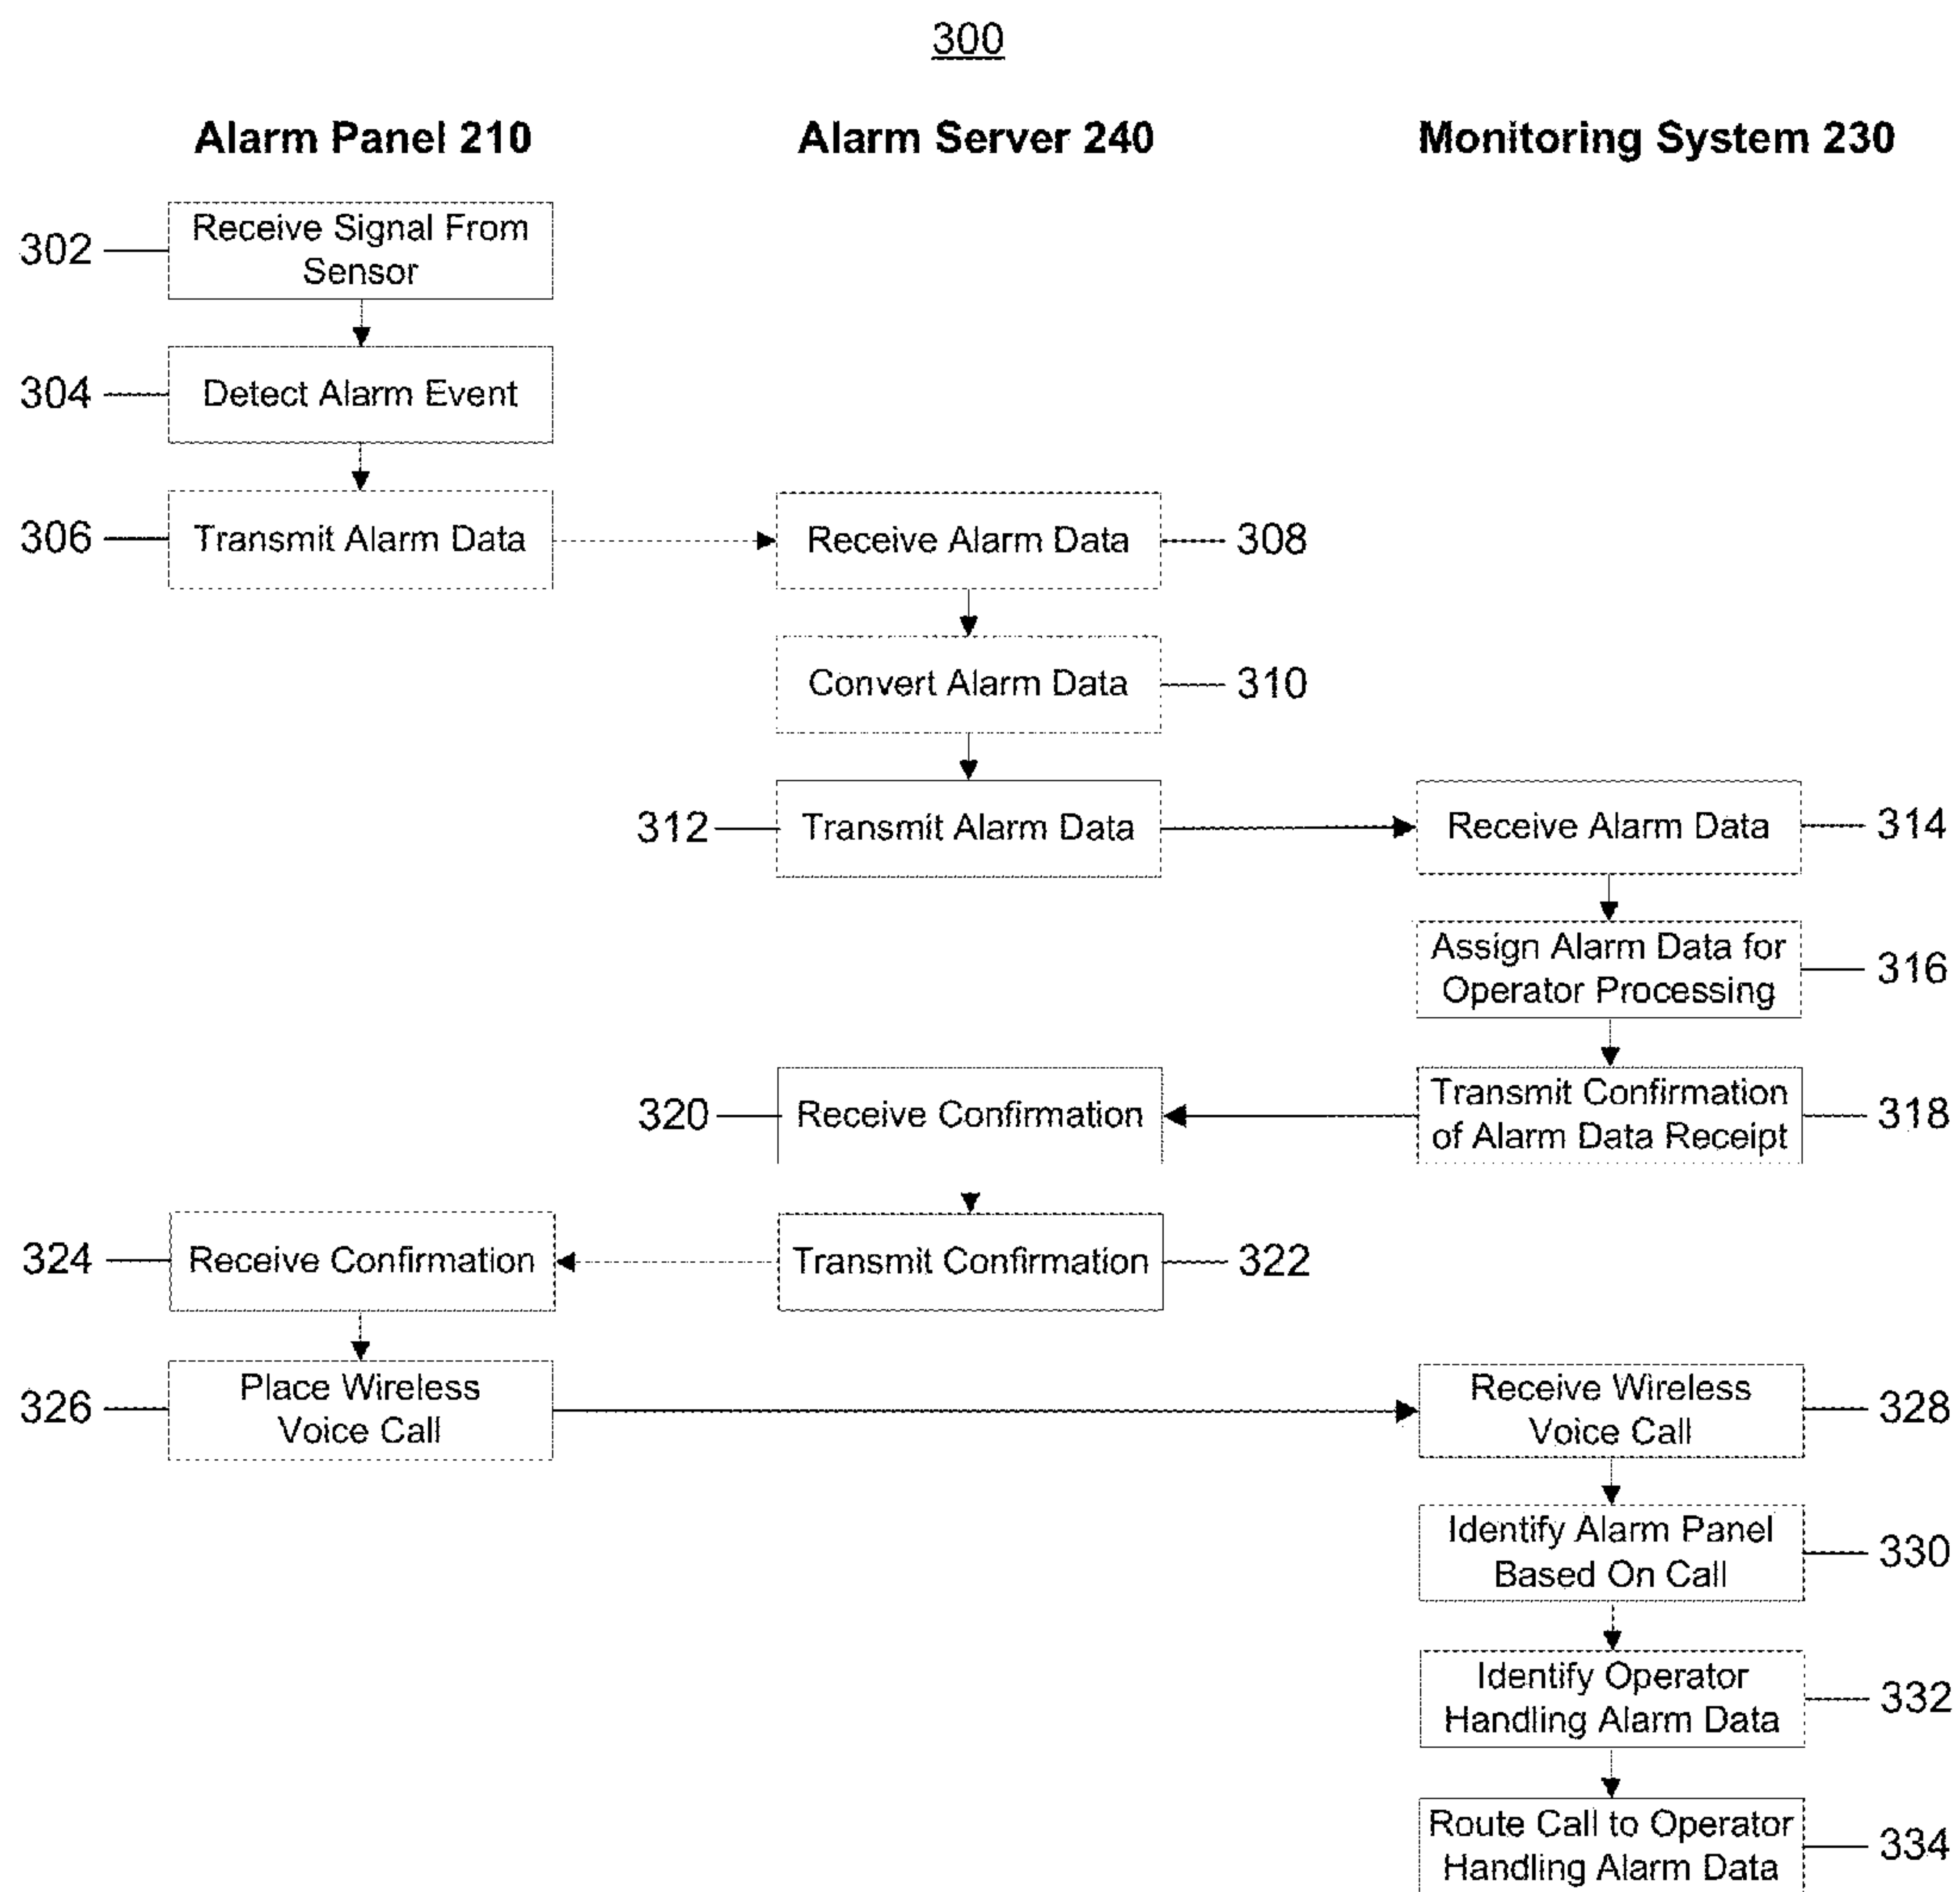 300
Alarm Panel 210
Alarm Server 240
Monitoring System 230
302
Receive Signal From
Sensor
304
Detect Alarm Event
306
Transmit Alarm Data
Receive Alarm Data
308
Convert Alarm Data
310
312
Transmit Alarm Data
Receive Alarm Data
314
Assign Alarm Data for
Operator Processing
316
320
Receive Confirmation
Transmit Confirmation
of Alarm Data Receipt
318
324
Receive Confirmation
Transmit Confirmation
322
326
Place Wireless
Voice Call
Receive Wireless
Voice Call
328
Identify Alarm Panel
Based On Call
330
Identify Operator
Handling Alarm Data
332
Route Call to Operator
Handling Alarm Data
334